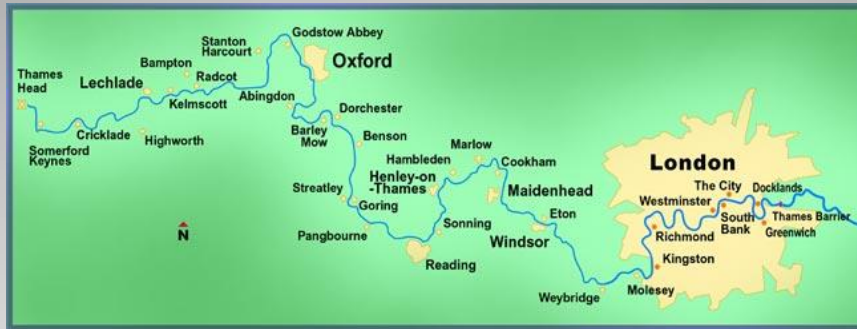 Thames
Head
Somerford
Keynes
Cricklade
Lechlade
Highworth
Bampton
Kelmscott
Radcot
Stanton
Harcourt
Godstow Abbey
Oxford
Abingdon
Barley
Mow
Dorchester
Benson
Streatley
Goring
Pangbourne
Reading
Sonning
Henley-on
-Thames
Hambleden
Marlow
Cookham
Maidenhead
Windsor
Eton
Weybridge
Molesey
Kingston
Richmond
London
Westminster
The City
South
Bank
Docklands
Thames Barrier
Greenwich
N